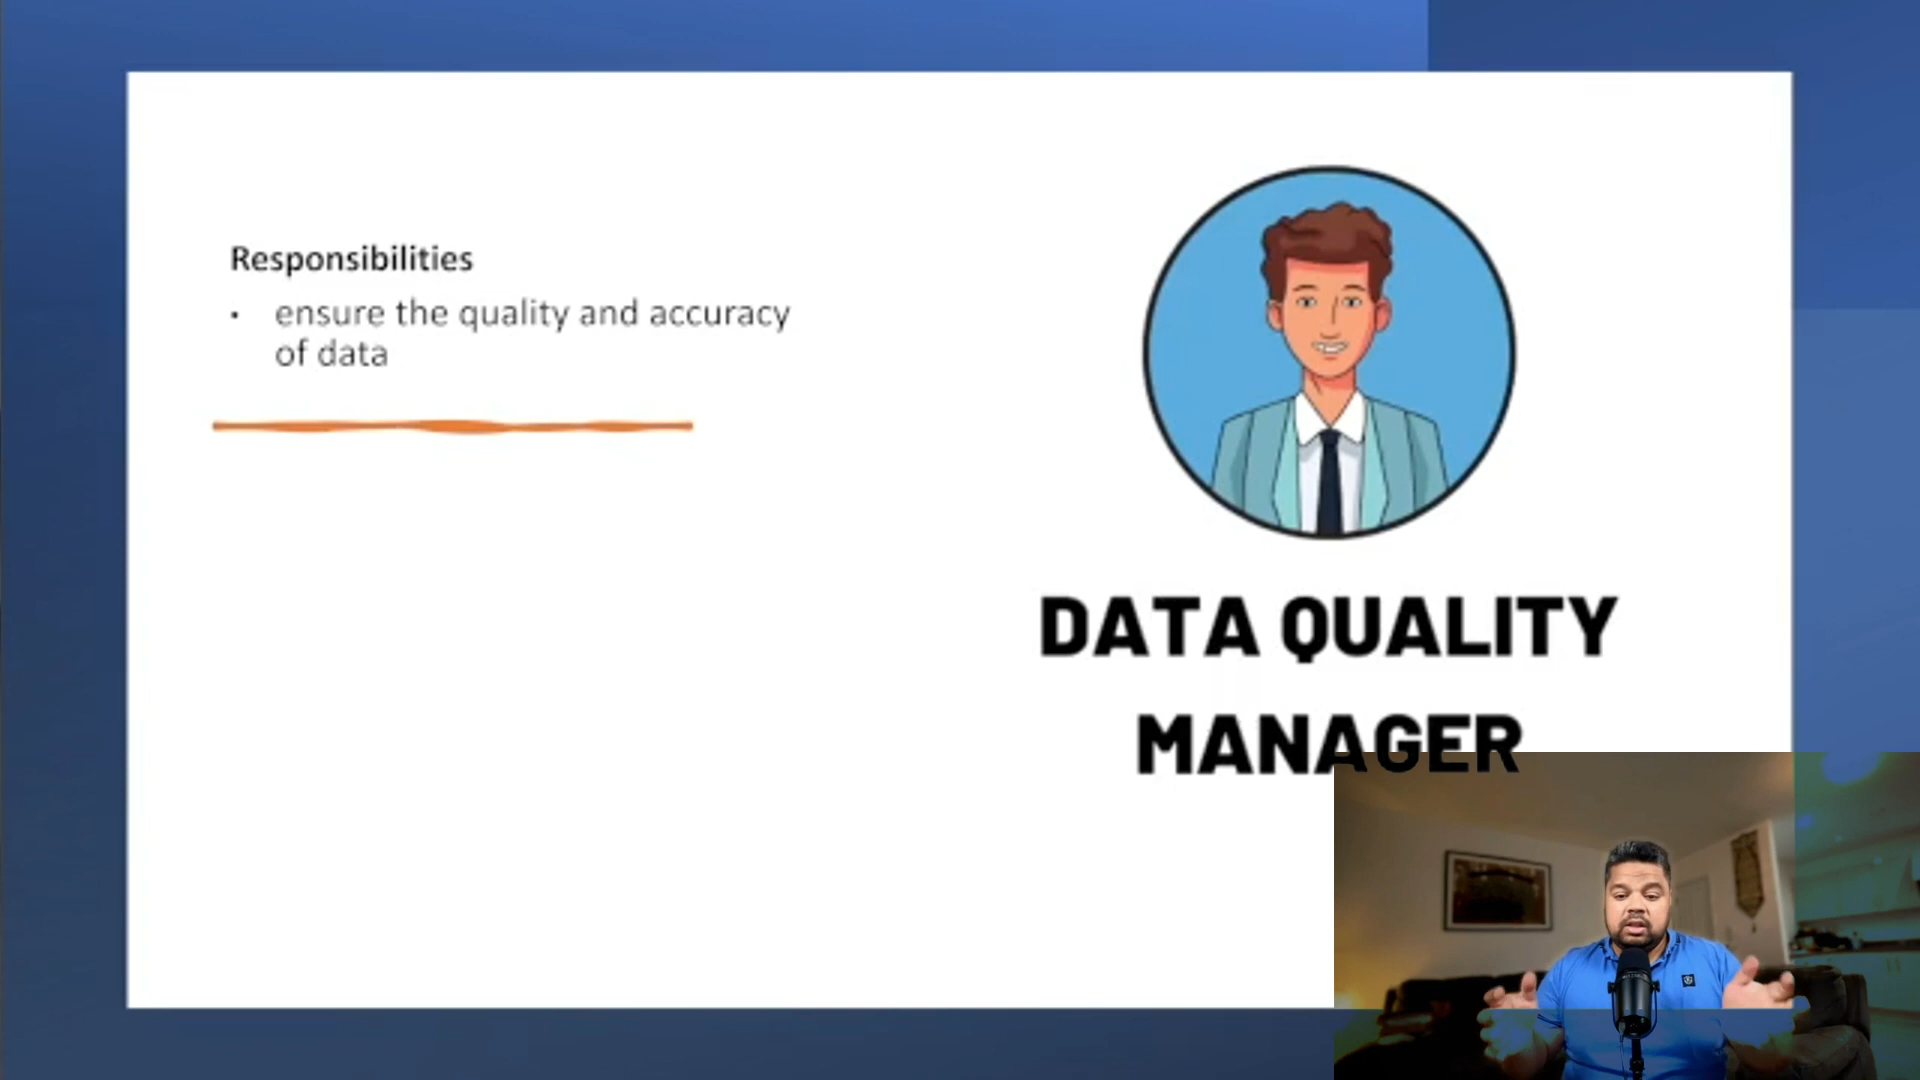 Responsibilities
• ensure the quality and accuracy
of data
DATA QUALITY
MANAGER